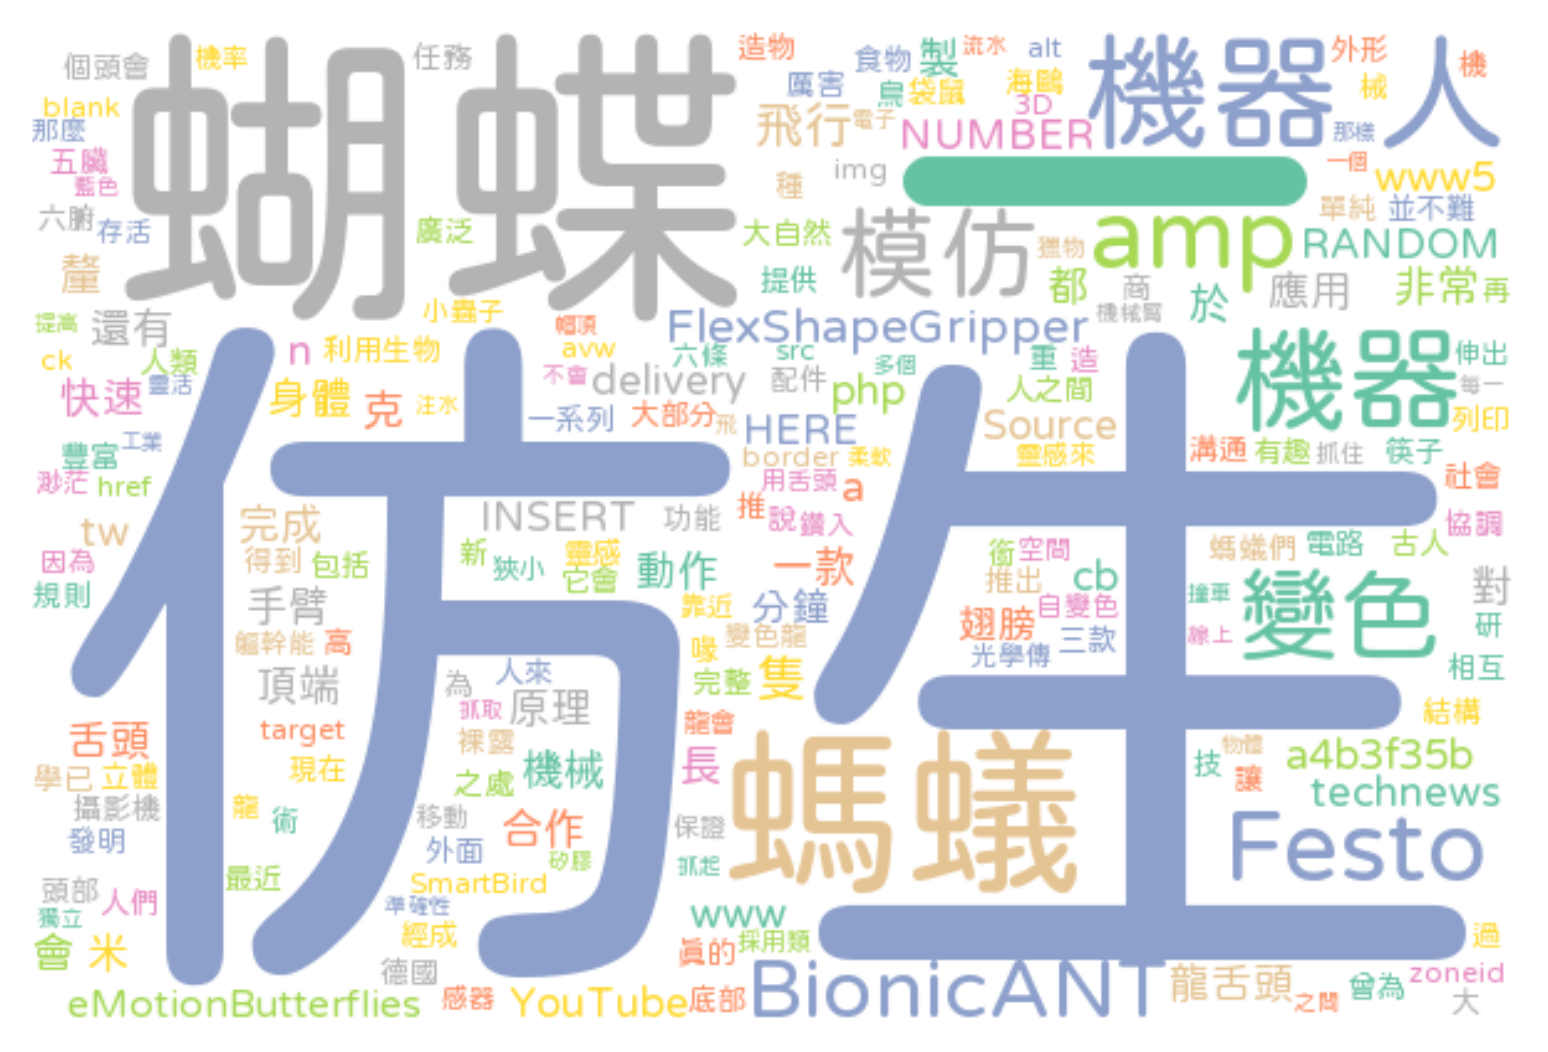 蝴蝶
仿生
機器人
一
模仿
amp
機器
變色
螞蟻
Festo
BionicANT
個頭會
機率
任務
造物
食物
製
流水
alt
外形
機
blank
厲害
鳥
袋鼠
海鷗
3D
械
那麼
飛行
電子
NUMBER
那樣
五臟
藍色
種
img
一個
www5
六腑
存活
廣泛
大自然
獵物
單純
並不難
RANDOM
釐
提供
都
商
於
應用
非常
再
提高
還有
小蟲子
帽頂
FlexShapeGripper
機械臂
ck
人類
n
利用生物
avw
六條
src
多個
重
造
伸出
快速
靈活
身體
克
注水
不會
delivery
配件
php
人之間
每一
一系列
大部分
飛
HERE
Source
列印
豐富
工業
border
柔軟
靈感來
溝通
有趣
抓住
筷子
渺茫
href
用舌頭
a
社會
tw
完成
INSERT
功能
推
說
鑽入
協調
因為
得到
包括
新
狹小
靈感
它會
動作
一款
銜
空間
推出
cb
螞蟻們
電路
古人
規則
手臂
靠近
分鐘
自變色
撞車
對
軀幹能
高
喙
變色龍
翅膀
光學傳
三款
線上
研
頂端
為
人來
抓取
原理
完整
隻
相互
舌頭
target
裸露
龍會
結構
學已
立體
現在
之處
機械
長
技
物體
讓
a4b3f35b
攝影機
龍
術
移動
合作
保證
technews
發明
外面
矽膠
抓起
頭部
人們
最近
SmartBird
獨立
準確性
www
會
米
經成
真的
採用類
過
德國
龍舌頭
曾為
zoneid
eMotionButterflies
感器
YouTube
底部
之間
大